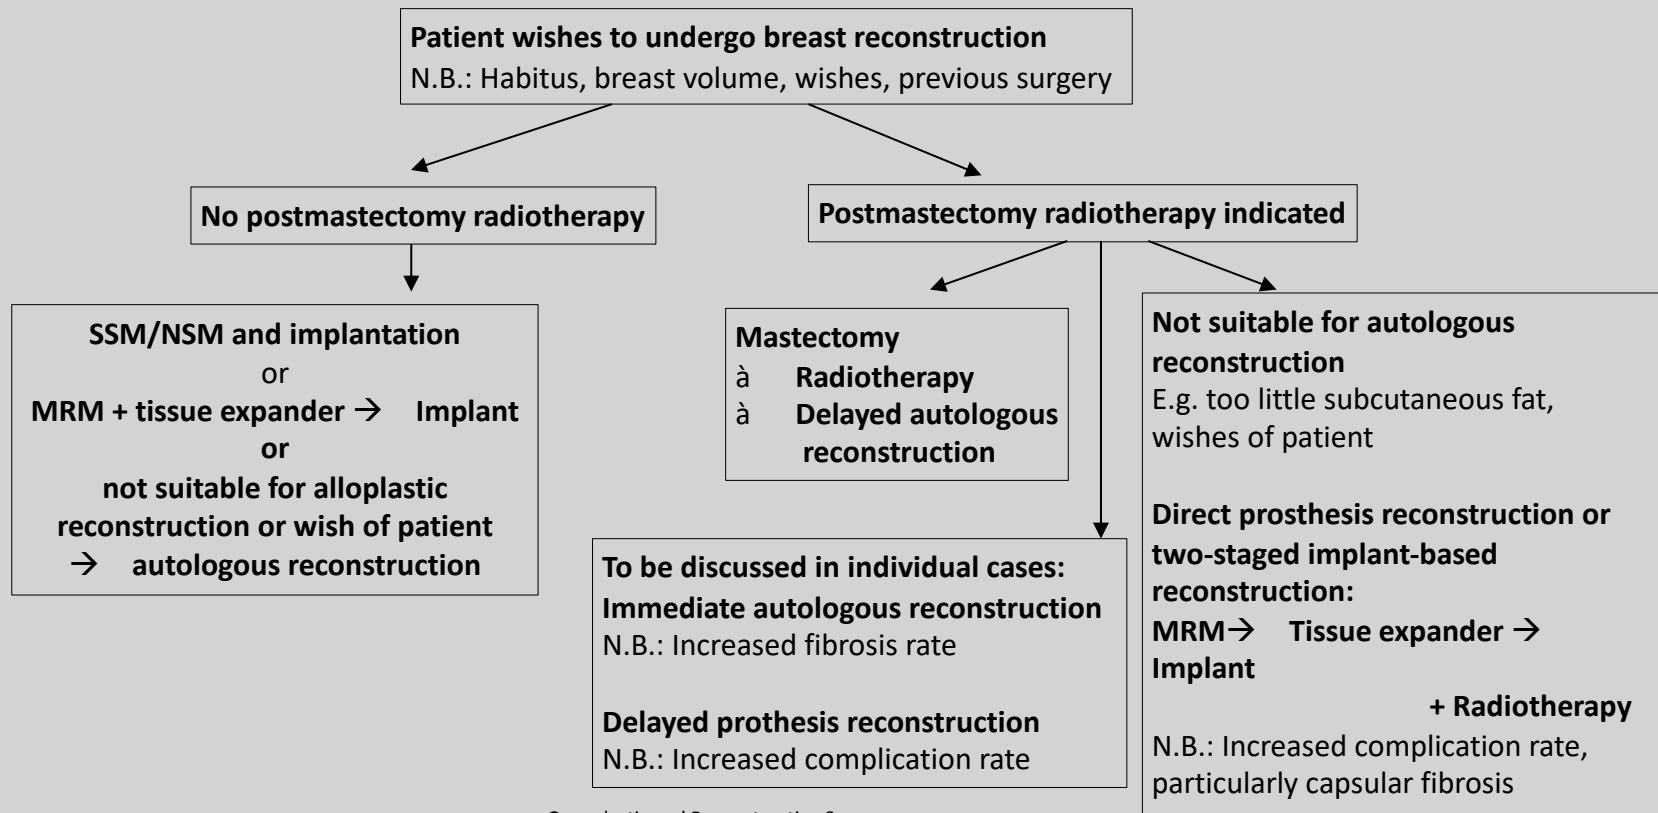 Patient wishes to undergo breast reconstruction
N.B.: Habitus, breast volume, wishes, previous surgery
No postmastectomy radiotherapy
Postmastectomy radiotherapy indicated
SSM/NSM and implantation
or
MRM + tissue expander → Implant
or
not suitable for alloplastic
reconstruction or wish of patient
→ autologous reconstruction
Mastectomy
à Radiotherapy
à Delayed autologous
reconstruction
To be discussed in individual cases:
Immediate autologous reconstruction
N.B.: Increased fibrosis rate
Delayed prothesis reconstruction
N.B.: Increased complication rate
Not suitable for autologous
reconstruction
E.g. too little subcutaneous fat,
wishes of patient
Direct prosthesis reconstruction or
two-staged implant-based
reconstruction:
MRM→ Tissue expander →
Implant
+ Radiotherapy
N.B.: Increased complication rate,
particularly capsular fibrosis